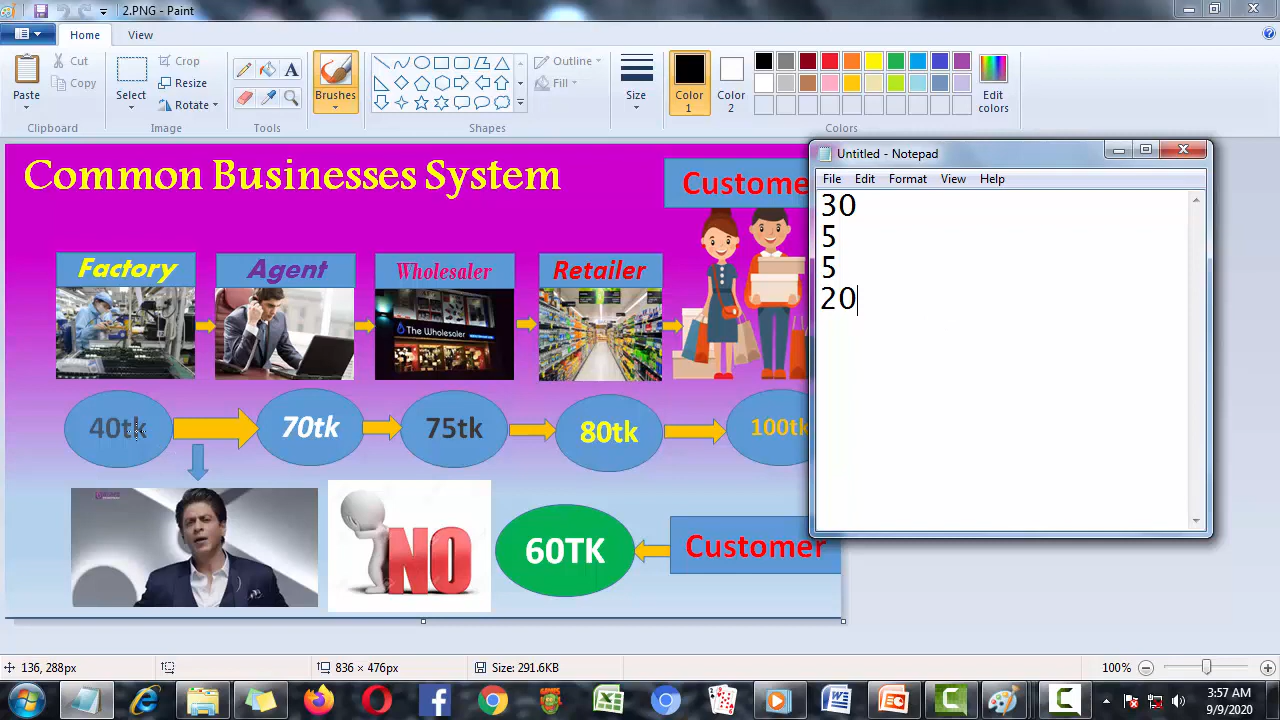 2.PNG - Paint
Home View
Paste
Cut
Copy
Clipboard
Select
Crop
Resize
Rotate
Image
Tools
Brushes
Outline
Fill
Shapes
Size
Color 1
Color 2
Edit colors
Colors
Common Businesses System
Custome
Factory Agent Wholesaler Retailer
The Wholesaler
40tk 70tk 75tk 80tk 100tk
NO
60TK
Customer
Untitled - Notepad
File Edit Format View Help
30
5
5
20
136, 288px
836 × 476px
Size: 291.6KB
100%
3:57 AM
9/9/2020